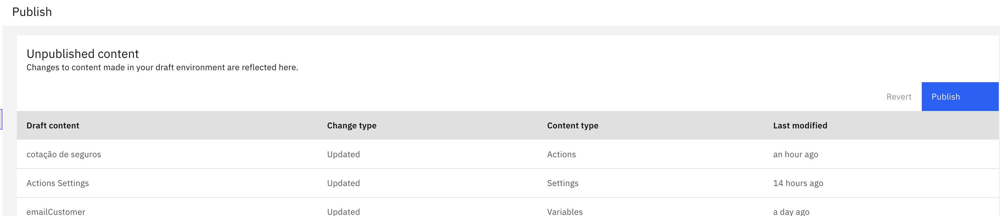 Publish
Unpublished content
Changes to content made in your draft environment are reflected here.
Revert
Publish
Draft content Change type Content type Last modified
cotação de seguros Updated Actions an hour ago
Actions Settings Updated Settings 14 hours ago
emailCustomer Updated Variables a day ago